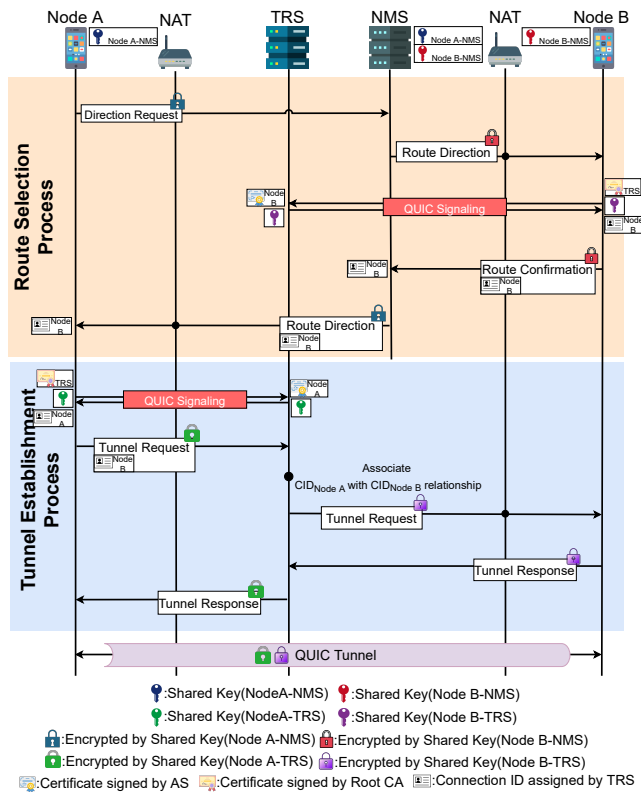 Node A
NAT
TRS
NMS
NAT
Node B
Node A-NMS
Node A-NMS
Node B-NMS
Node B-NMS
Route Selection
Process
Direction Request
Route Direction
Node
B
TRS
QUIC Signaling
Node
B
Node
B
Route Confirmation
Node
B
Node
B
Route Direction
Node
B
Tunnel Establishment
Process
TRS
Node
A
QUIC Signaling
Node
A
Tunnel Request
Node
B
Associate
CIDNode A with CIDNode B relationship
Tunnel Request
Tunnel Response
Tunnel Response
QUIC Tunnel
:Shared Key(NodeA-NMS)
:Shared Key(Node B-NMS)
:Shared Key(NodeA-TRS)
:Shared Key(Node B-TRS)
:Encrypted by Shared Key(Node A-NMS)
:Encrypted by Shared Key(Node B-NMS)
:Encrypted by Shared Key(Node A-TRS)
:Encrypted by Shared Key(Node B-TRS)
:Certificate signed by AS
:Certificate signed by Root CA
:Connection ID assigned by TRS